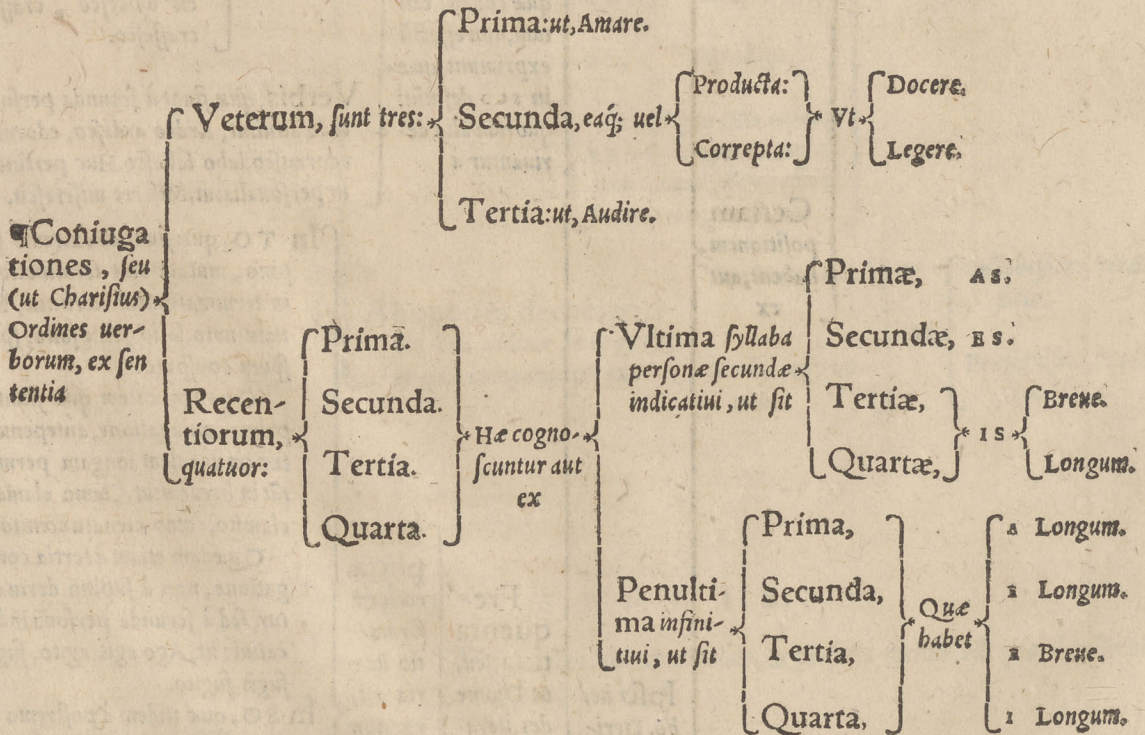 ¶Coniuga
tiones, ſeu
(ut Chariſius)
Ordines uer-
borum, ex ſen
tentia
Veterum, ſunt tres:
Prima: ut, Amare.
Secunda, eaq́; uel
Producta:
Correpta:
Vt
Docere.
Legere.
Tertia: ut, Audire.
Recen-
tiorum,
quatuor:
Prima.
Secunda.
Tertia.
Quarta.
Hæ cogno-
ſcuntur aut
ex
Vltima ſyllaba
perſonæ ſecundæ
indicatiui, ut ſit
Primæ, AS.
Secundæ, ES.
Tertiæ,
Quartæ,
IS
Breue.
Longum.
Penulti-
ma infini-
tiui, ut ſit
Prima,
Secunda,
Tertia,
Quarta,
Quæ
habet
A Longum.
E Longum.
E Breue.
I Longum.